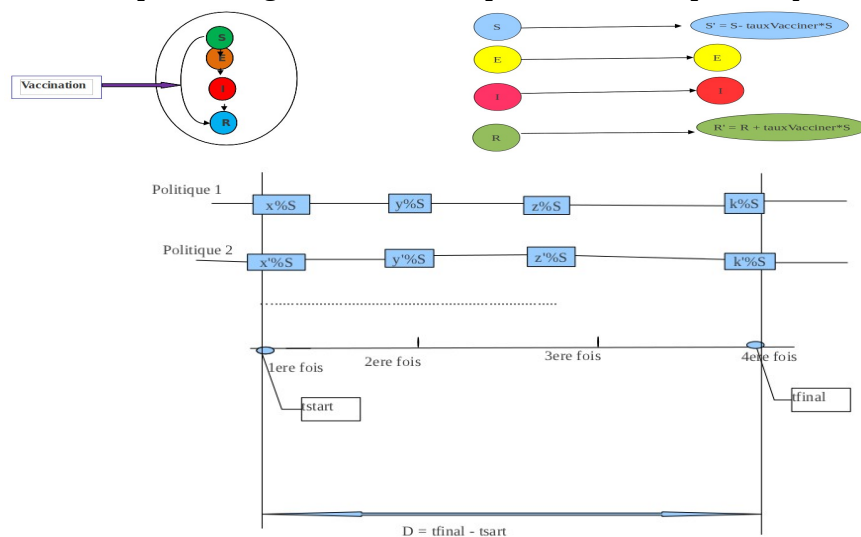 S
E
I
R
Vaccination
S
S' = S- tauxVacciner*S
E
E
I
I
R
R' = R + tauxVacciner*S
Politique 1
x%S
y%S
z%S
k%S
Politique 2
x'%S
y'%S
z'%S
k'%S
1ere fois
2ere fois
3ere fois
4ere fois
tstart
tfinal
D = tfinal - tsart